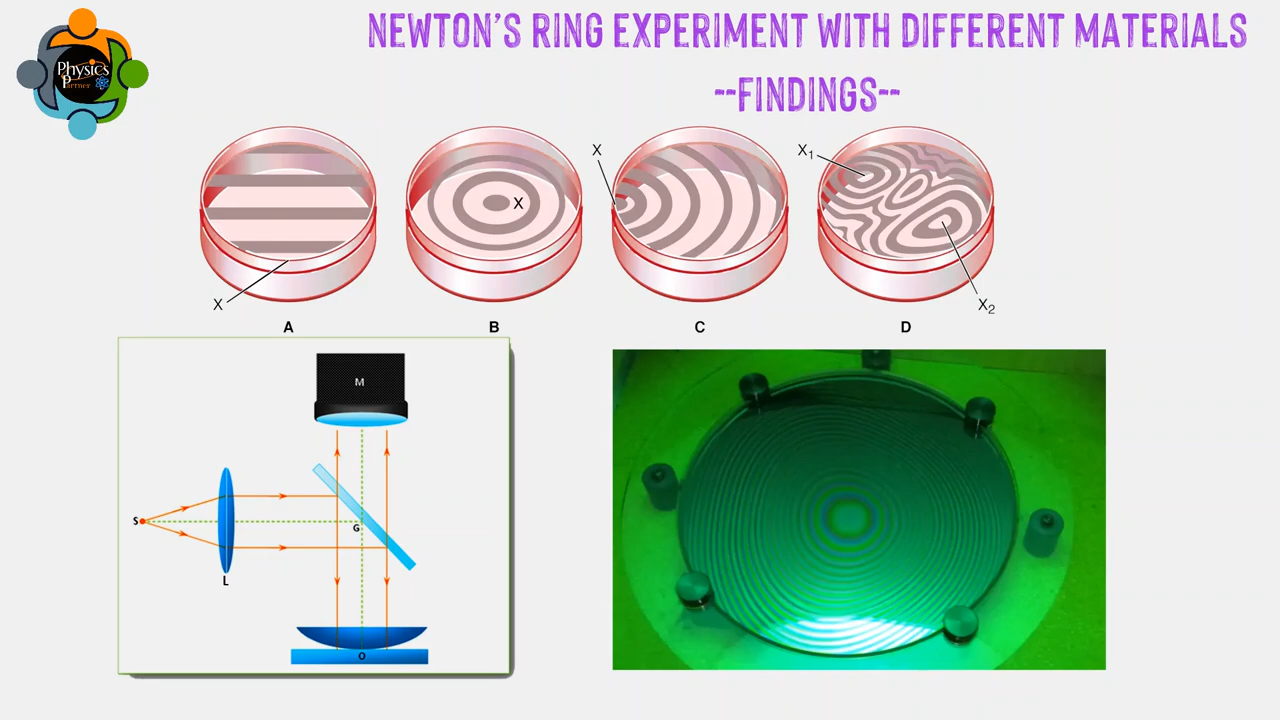 NEWTON'S RING EXPERIMENT WITH DIFFERENT MATERIALS
--FINDINGS--
Physics
Partner
X
X
X
X1
X2
A
B
C
D
M
S
G
L
O